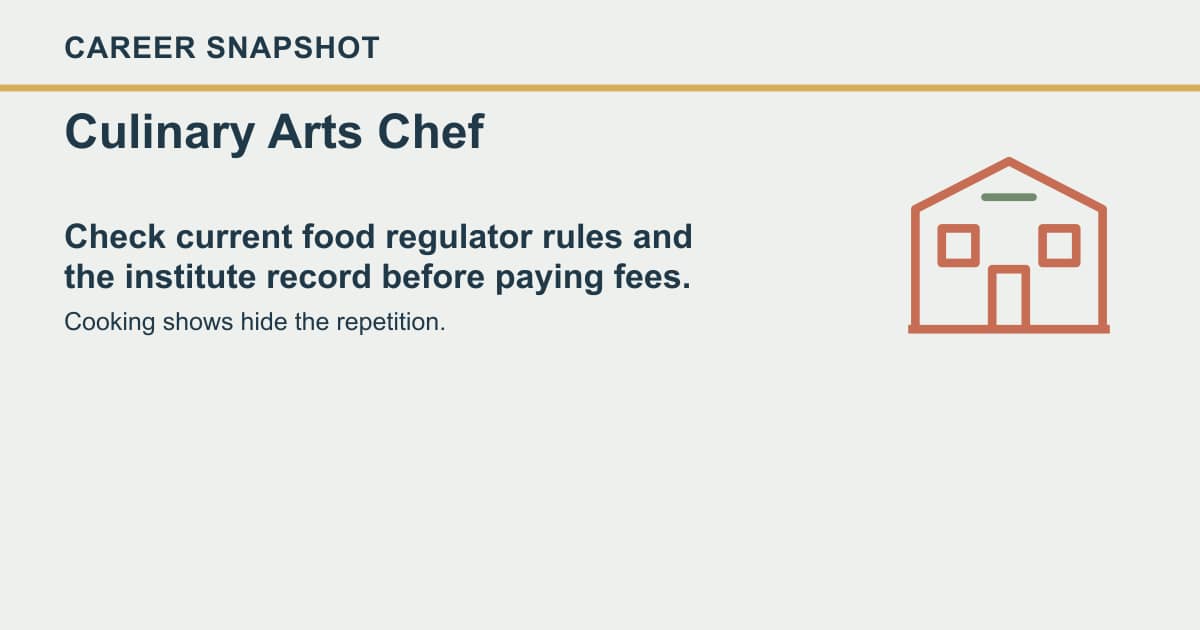 CAREER SNAPSHOT
Culinary Arts Chef
Check current food regulator rules and
the institute record before paying fees.
Cooking shows hide the repetition.